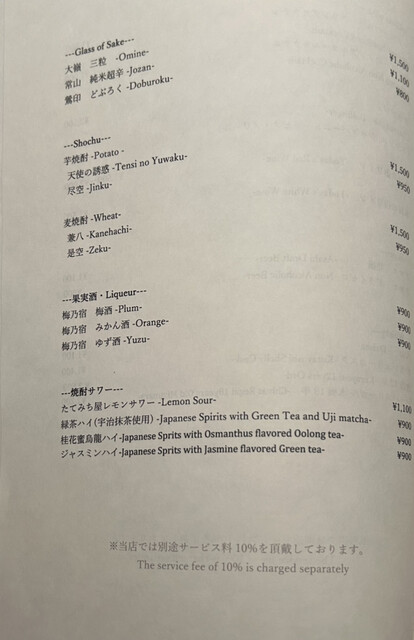 ---Glass of Sake---
大嶺 三粒 -Omine- ¥1,500
常山 純米超辛 -Jozan- ¥1,100
鷲印 どぶろく -Doburoku- ¥800
---Shochu---
芋焼酎 -Potato -
天使の誘惑 -Tensi no Yuwaku- ¥1,500
尽空 -Jinku- ¥950
麦焼酎 -Wheat-
兼八 -Kanehachi- ¥1,500
是空 -Zeku- ¥950
---果実酒・Liqueur---
梅乃宿 梅酒 -Plum- ¥900
梅乃宿 みかん酒 -Orange- ¥900
梅乃宿 ゆず酒 -Yuzu- ¥900
---焼酎サワー---
たてみち屋レモンサワー -Lemon Sour- ¥1,100
緑茶ハイ(宇治抹茶使用) -Japanese Spirits with Green Tea and Uji matcha- ¥900
桂花蜜烏龍ハイ-Japanese Sprits with Osmanthus flavored Oolong tea- ¥900
ジャスミンハイ-Japanese Sprits with Jasmine flavored Green tea- ¥900
※当店では別途サービス料 10%を頂戴しております。
The service fee of 10% is charged separately